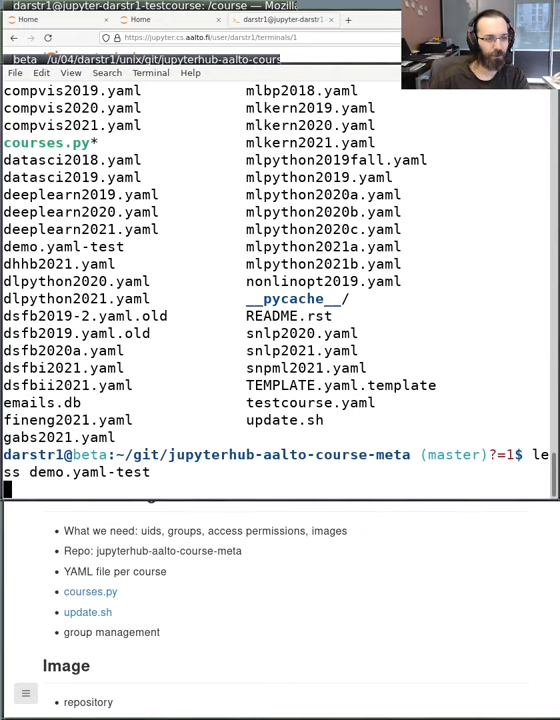 darstr1@jupyter-darstr1-testcourse: /course — Mozilla
Home × Home × darstr1@jupyter-darstr1-t × +
https://jupyter.cs.aalto.fi/user/darstr1/terminals/1
beta /u/04/darstr1/unix/git/jupyterhub-aalto-cours
File Edit View Search Terminal Help
compvis2019.yaml mlbp2018.yaml
compvis2020.yaml mlkern2019.yaml
compvis2021.yaml mlkern2020.yaml
courses.py* mlkern2021.yaml
datasci2018.yaml mlpython2019fall.yaml
datasci2019.yaml mlpython2019.yaml
deeplearn2019.yaml mlpython2020a.yaml
deeplearn2020.yaml mlpython2020b.yaml
deeplearn2021.yaml mlpython2020c.yaml
demo.yaml-test mlpython2021a.yaml
dhhb2021.yaml mlpython2021b.yaml
dlpython2020.yaml nonlinopt2019.yaml
dlpython2021.yaml __pycache__/
dsfb2019-2.yaml.old README.rst
dsfb2019.yaml.old snlp2020.yaml
dsfb2020a.yaml snlp2021.yaml
dsfbi2021.yaml snpml2021.yaml
dsfbii2021.yaml TEMPLATE.yaml.template
emails.db testcourse.yaml
fineng2021.yaml update.sh
gabs2021.yaml
darstr1@beta:~/git/jupyterhub-aalto-course-meta (master)?=1$ le
ss demo.yaml-test
• What we need: uids, groups, access permissions, images
• Repo: jupyterhub-aalto-course-meta
• YAML file per course
• courses.py
• update.sh
• group management
Image
• repository